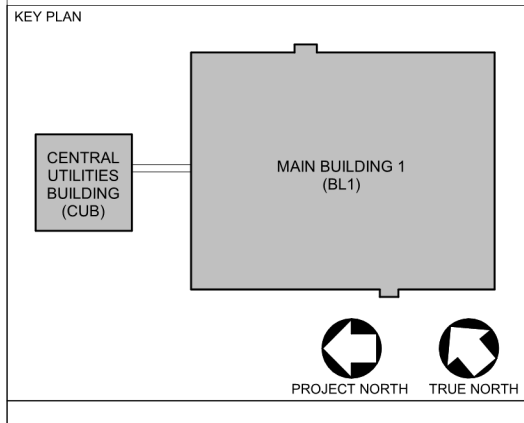 KEY PLAN
CENTRAL
UTILITIES
BUILDING
(CUB)
MAIN BUILDING 1
(BL1)
PROJECT NORTH
TRUE NORTH